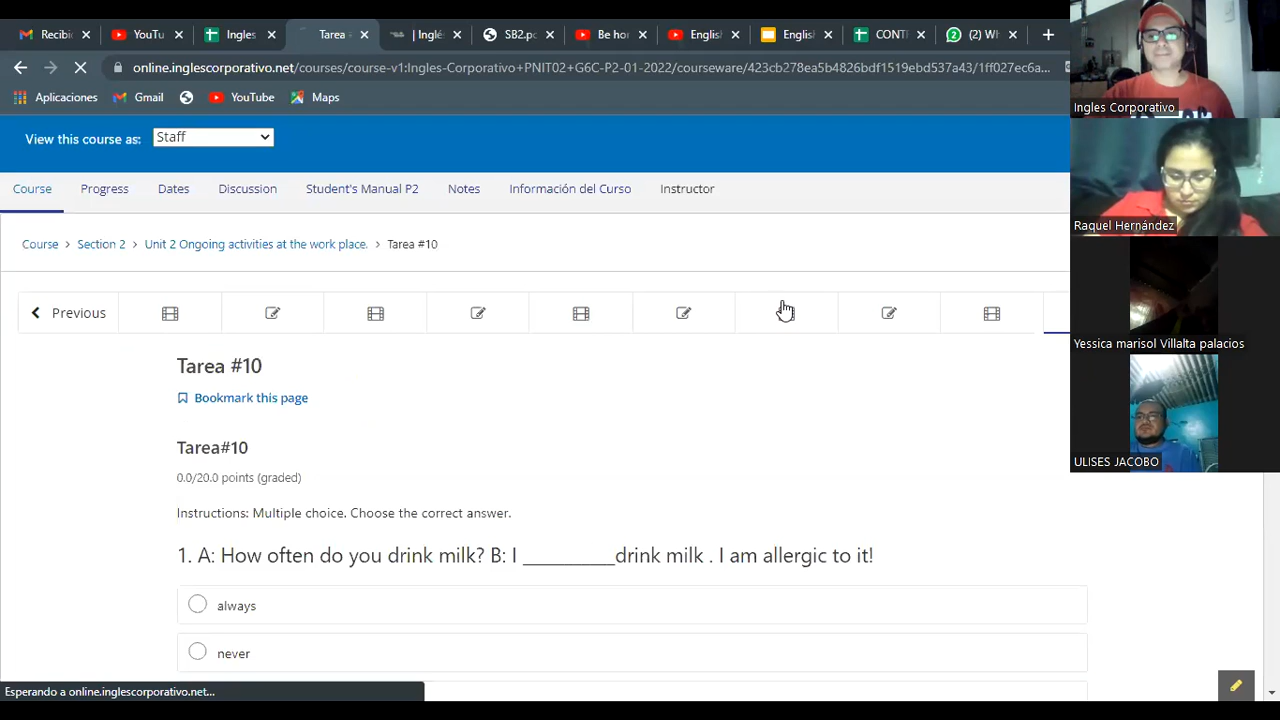 Recibic
YouTu
Ingles
Tarea
| Inglé
SB2.pc
Be hor
English
English
CONTI
(2) Wh
online.inglescorporativo.net/courses/course-v1:Ingles-Corporativo+PNIT02+G6C-P2-01-2022/courseware/423cb278ea5b4826bdf1519ebd537a43/1ff027ec6a...
Aplicaciones
Gmail
YouTube
Maps
View this course as:
Staff
Course
Progress
Dates
Discussion
Student's Manual P2
Notes
Información del Curso
Instructor
Course > Section 2 > Unit 2 Ongoing activities at the work place. > Tarea #10
Previous
Tarea #10
Bookmark this page
Tarea#10
0.0/20.0 points (graded)
Instructions: Multiple choice. Choose the correct answer.
1. A: How often do you drink milk? B: I __________drink milk . I am allergic to it!
always
never
Esperando a online.inglescorporativo.net...
Ingles Corporativo
Raquel Hernández
Yessica marisol Villalta palacios
ULISES JACOBO